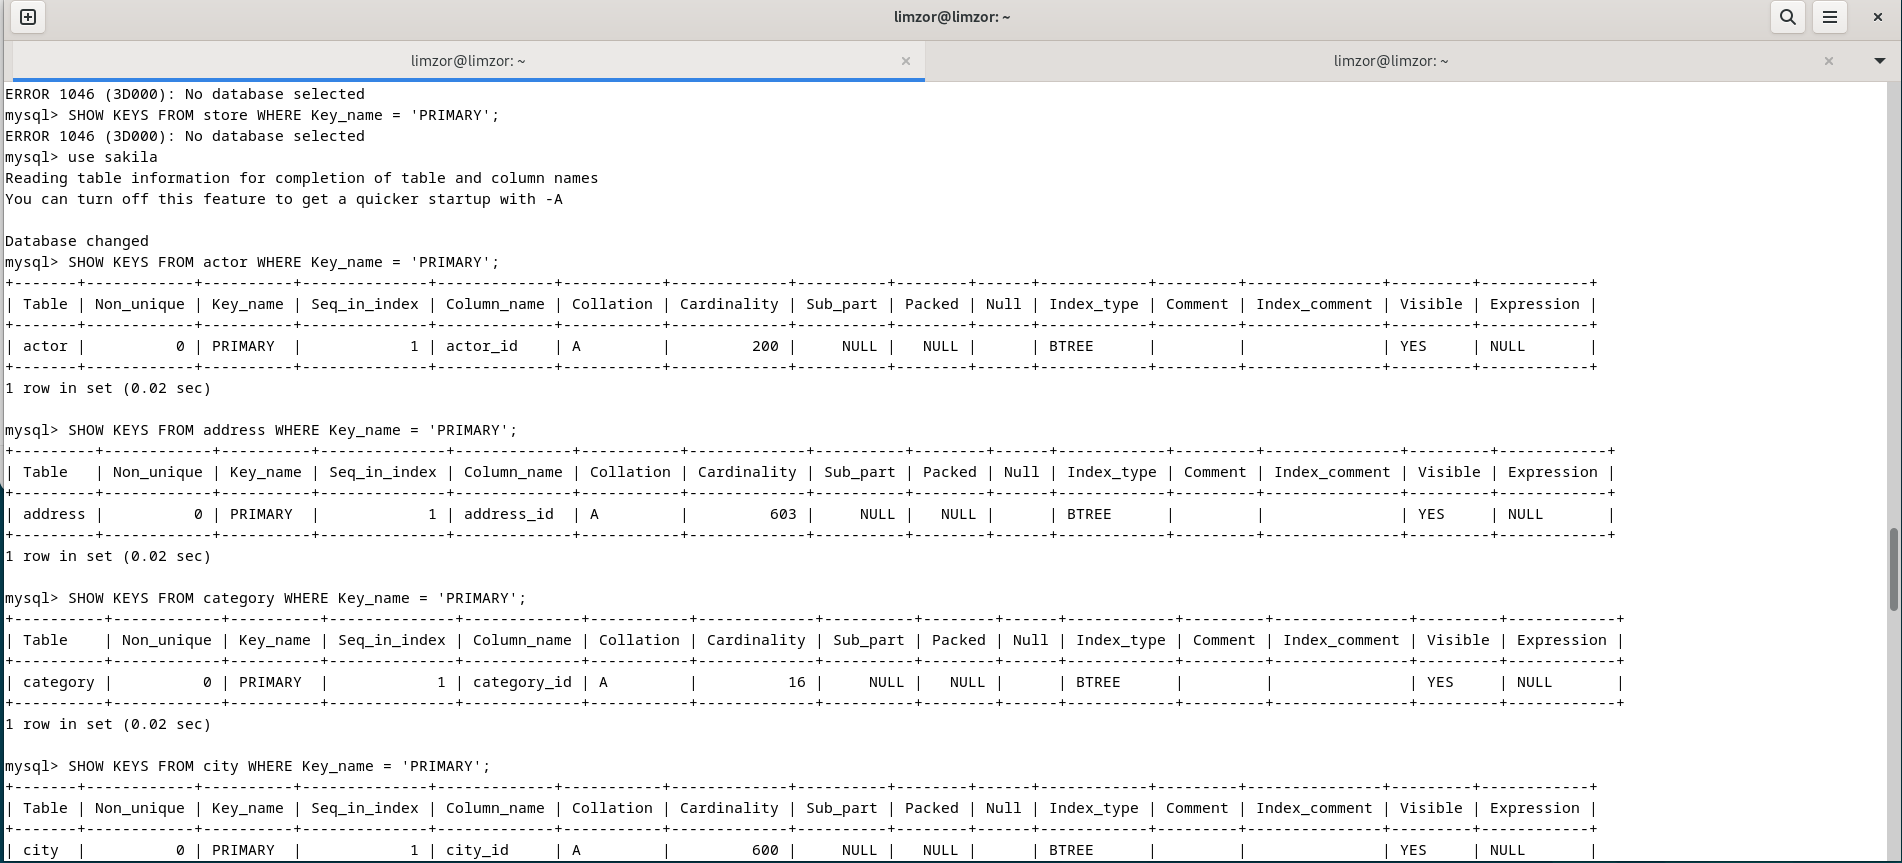 limzor@limzor: ~
limzor@limzor: ~ limzor@limzor: ~
ERROR 1046 (3D000): No database selected
mysql> SHOW KEYS FROM store WHERE Key_name = 'PRIMARY';
ERROR 1046 (3D000): No database selected
mysql> use sakila
Reading table information for completion of table and column names
You can turn off this feature to get a quicker startup with -A
Database changed
mysql> SHOW KEYS FROM actor WHERE Key_name = 'PRIMARY';
+-------+------------+----------+--------------+-------------+-----------+-------------+----------+--------+------+------------+---------+---------------+---------+------------+
| Table | Non_unique | Key_name | Seq_in_index | Column_name | Collation | Cardinality | Sub_part | Packed | Null | Index_type | Comment | Index_comment | Visible | Expression |
+-------+------------+----------+--------------+-------------+-----------+-------------+----------+--------+------+------------+---------+---------------+---------+------------+
| actor |          0 | PRIMARY  |            1 | actor_id    | A         |         200 |     NULL |   NULL |      | BTREE      |         |               | YES     | NULL       |
+-------+------------+----------+--------------+-------------+-----------+-------------+----------+--------+------+------------+---------+---------------+---------+------------+
1 row in set (0.02 sec)
mysql> SHOW KEYS FROM address WHERE Key_name = 'PRIMARY';
+---------+------------+----------+--------------+-------------+-----------+-------------+----------+--------+------+------------+---------+---------------+---------+------------+
| Table   | Non_unique | Key_name | Seq_in_index | Column_name | Collation | Cardinality | Sub_part | Packed | Null | Index_type | Comment | Index_comment | Visible | Expression |
+---------+------------+----------+--------------+-------------+-----------+-------------+----------+--------+------+------------+---------+---------------+---------+------------+
| address |          0 | PRIMARY  |            1 | address_id  | A         |         603 |     NULL |   NULL |      | BTREE      |         |               | YES     | NULL       |
+---------+------------+----------+--------------+-------------+-----------+-------------+----------+--------+------+------------+---------+---------------+---------+------------+
1 row in set (0.02 sec)
mysql> SHOW KEYS FROM category WHERE Key_name = 'PRIMARY';
+----------+------------+----------+--------------+-------------+-----------+-------------+----------+--------+------+------------+---------+---------------+---------+------------+
| Table    | Non_unique | Key_name | Seq_in_index | Column_name | Collation | Cardinality | Sub_part | Packed | Null | Index_type | Comment | Index_comment | Visible | Expression |
+----------+------------+----------+--------------+-------------+-----------+-------------+----------+--------+------+------------+---------+---------------+---------+------------+
| category |          0 | PRIMARY  |            1 | category_id | A         |          16 |     NULL |   NULL |      | BTREE      |         |               | YES     | NULL       |
+----------+------------+----------+--------------+-------------+-----------+-------------+----------+--------+------+------------+---------+---------------+---------+------------+
1 row in set (0.02 sec)
mysql> SHOW KEYS FROM city WHERE Key_name = 'PRIMARY';
+-------+------------+----------+--------------+-------------+-----------+-------------+----------+--------+------+------------+---------+---------------+---------+------------+
| Table | Non_unique | Key_name | Seq_in_index | Column_name | Collation | Cardinality | Sub_part | Packed | Null | Index_type | Comment | Index_comment | Visible | Expression |
+-------+------------+----------+--------------+-------------+-----------+-------------+----------+--------+------+------------+---------+---------------+---------+------------+
| city  |          0 | PRIMARY  |            1 | city_id     | A         |         600 |     NULL |   NULL |      | BTREE      |         |               | YES     | NULL       |